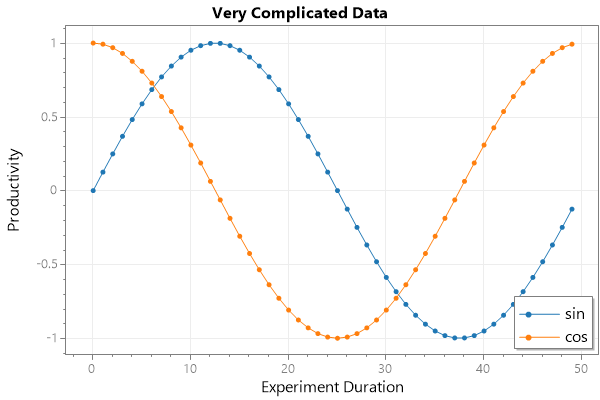 Very Complicated Data
Productivity
1
0.5
0
-0.5
-1
0 10 20 30 40 50
Experiment Duration
sin
cos